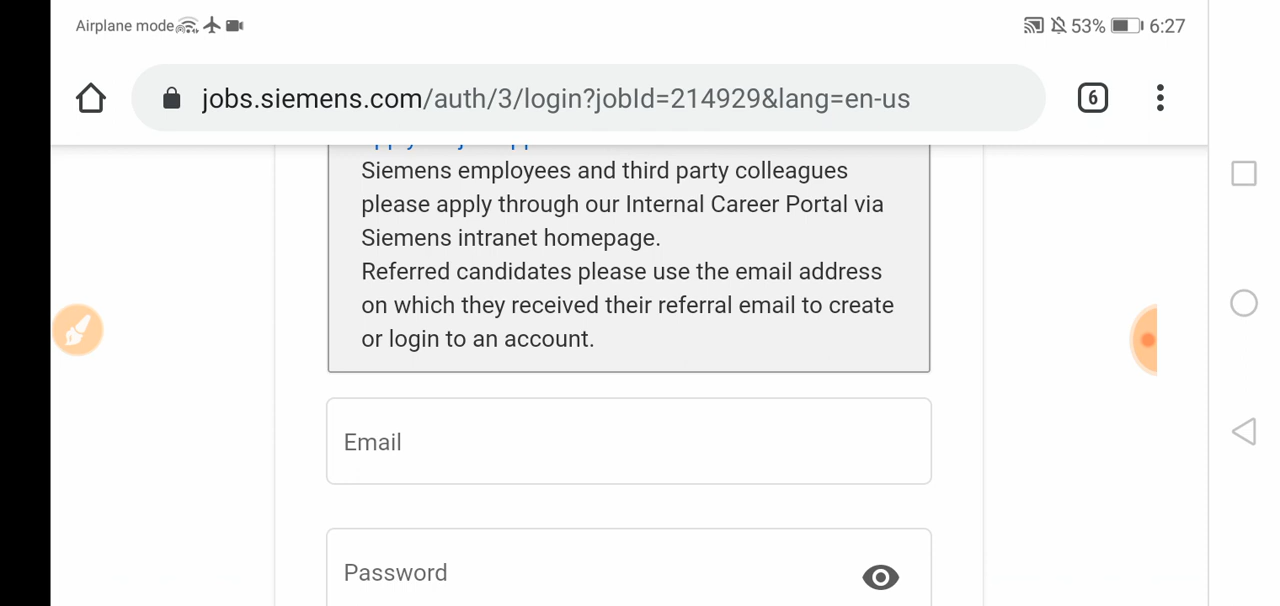 Airplane mode 53% 6:27
jobs.siemens.com/auth/3/login?jobId=214929&lang=en-us 6
Siemens employees and third party colleagues
please apply through our Internal Career Portal via
Siemens intranet homepage.
Referred candidates please use the email address
on which they received their referral email to create
or login to an account.
Email
Password